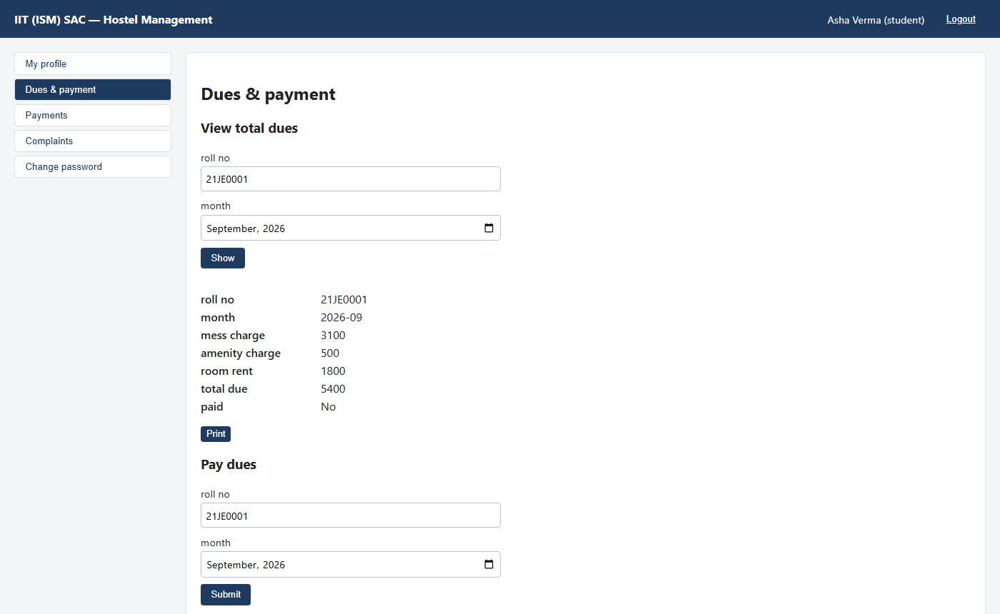 IIT (ISM) SAC — Hostel Management
Asha Verma (student)
Logout
My profile
Dues & payment
Payments
Complaints
Change password
Dues & payment
View total dues
roll no
21JE0001
month
September, 2026
Show
roll no 21JE0001
month 2026-09
mess charge 3100
amenity charge 500
room rent 1800
total due 5400
paid No
Print
Pay dues
roll no
21JE0001
month
September, 2026
Submit